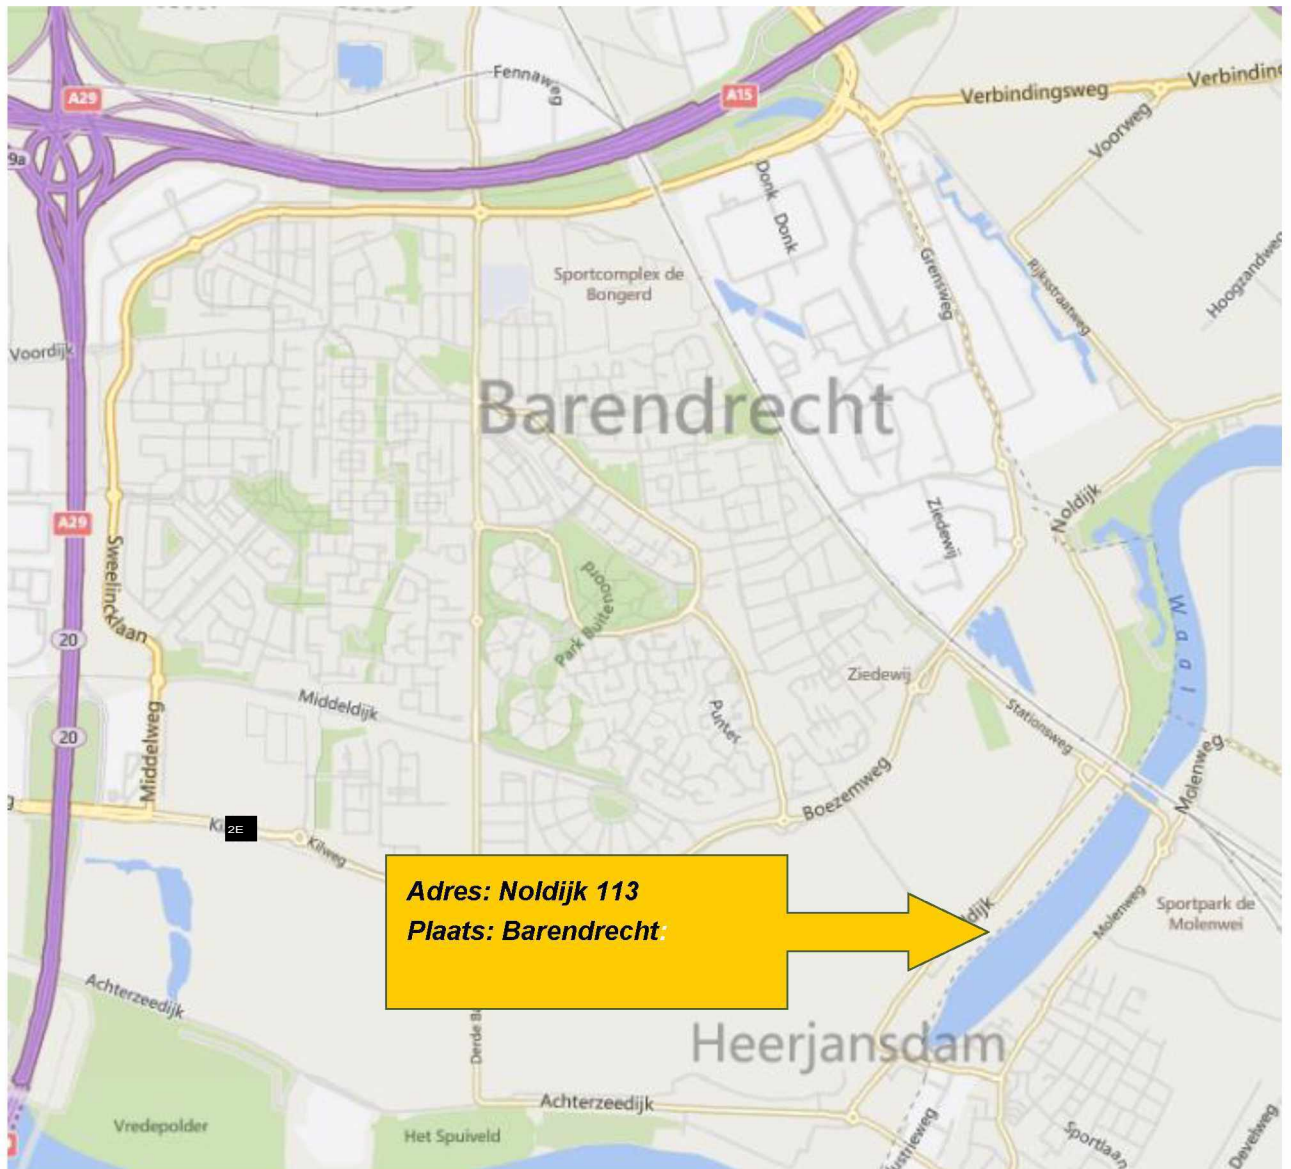 Fennaweg
A29
A15
Verbindingsweg
Voorweg
9a
Donk
Donk
Grensweg
Rijksstraatweg
Hoogzandweg
Sportcomplex de
Bongerd
Voordijk
Barendrecht
A29
Ziedewij
Noldijk
Sweelincklaan
Park Buitenoord
Waal
20
Ziedewij
Middeldijk
Punter
Stationsweg
20
Middelweg
Molenweg
Boezemweg
2E
Kilweg
Adres: Noldijk 113
Plaats: Barendrecht:
Molenweg
Sportpark de
Molenwei
Achterzeedijk
Heerjansdam
Achterzeedijk
Vredepolder
Het Spuiveld
Sportlaan
Develweg